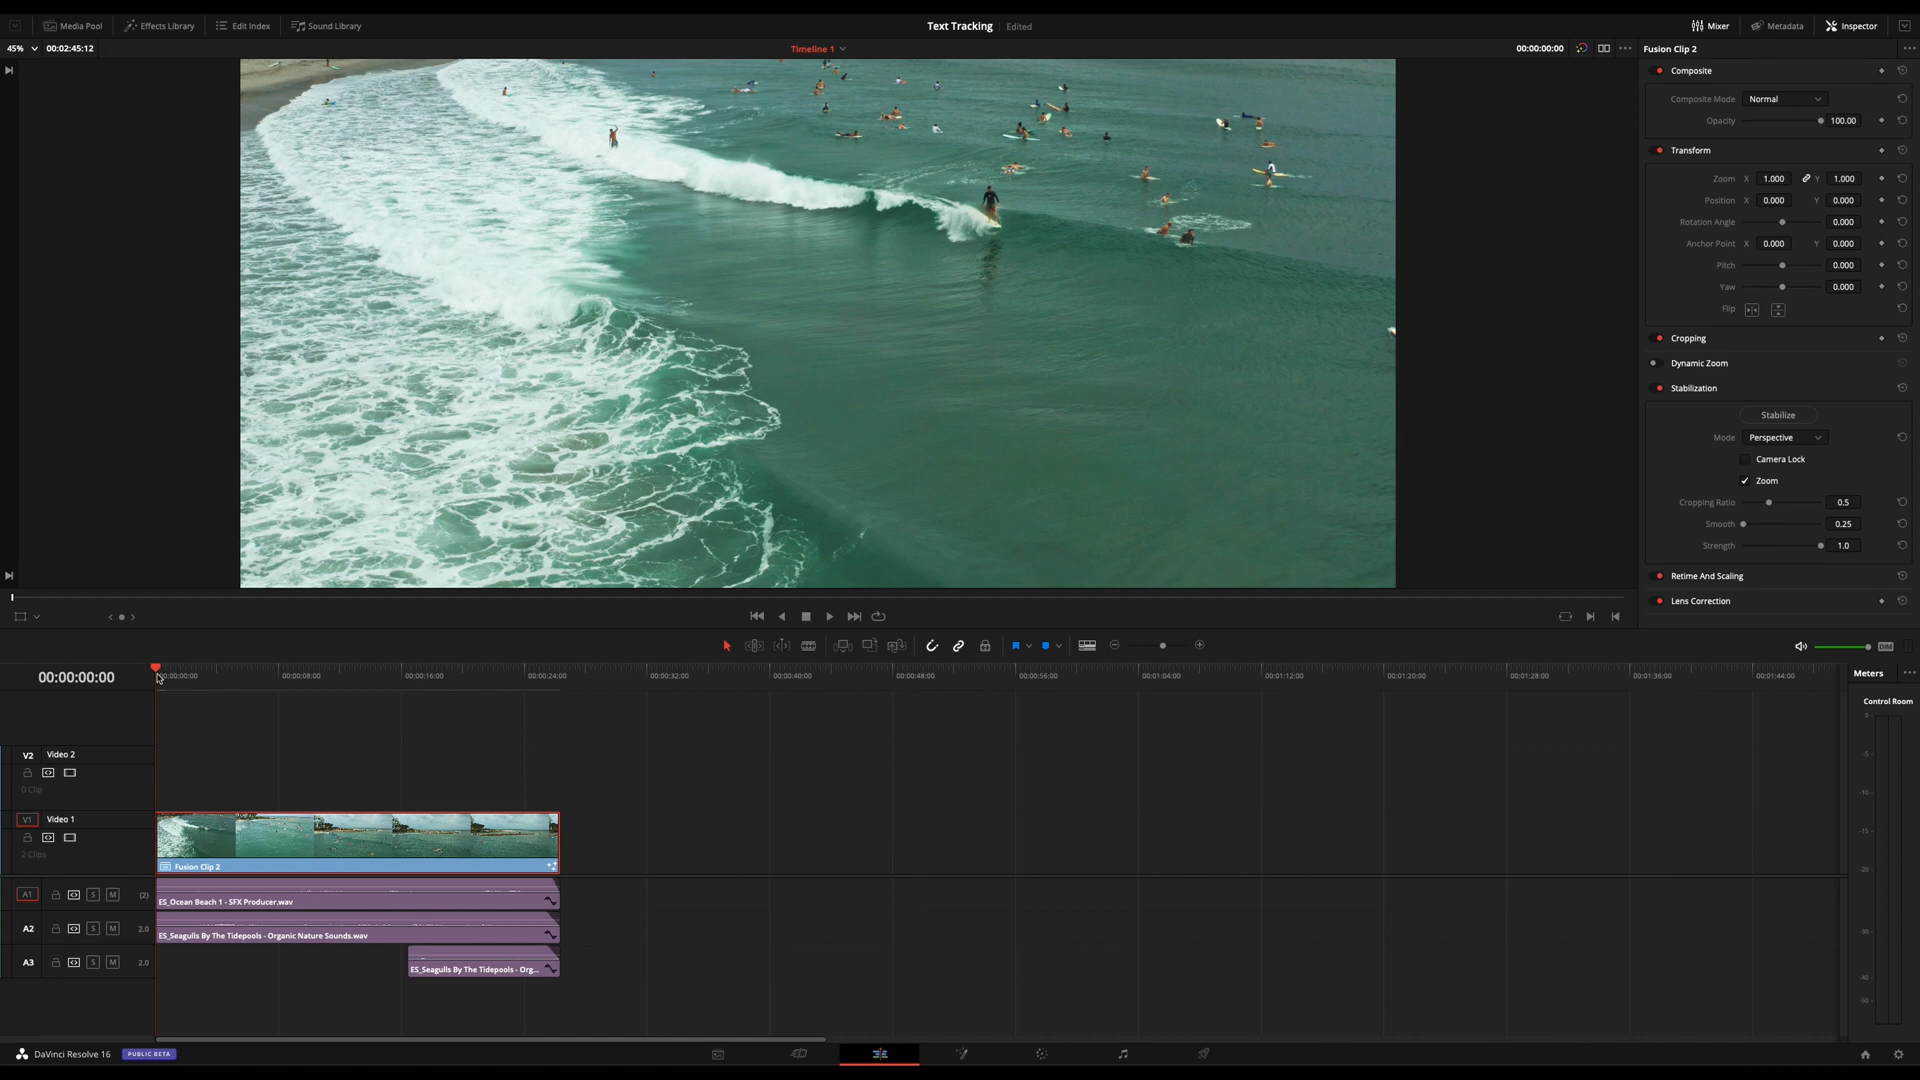 Media Pool Effects Library Edit Index Sound Library Text Tracking Edited Mixer Metadata Inspector
45% 00:02:45:12 Timeline 1 00:00:00:00 Fusion Clip 2
Composite
Composite Mode Normal
Opacity 100.00
Transform
Zoom X 1.000 Y 1.000
Position X 0.000 Y 0.000
Rotation Angle 0.000
Anchor Point X 0.000 Y 0.000
Pitch 0.000
Yaw 0.000
Flip
Cropping
Dynamic Zoom
Stabilization
Stabilize
Mode Perspective
Camera Lock
Zoom
Cropping Ratio 0.5
Smooth 0.25
Strength 1.0
Retime And Scaling
Lens Correction
DIM
00:00:00:00 00:00:00:00 00:00:08:00 00:00:16:00 00:00:24:00 00:00:32:00 00:00:40:00 00:00:48:00 00:00:56:00 00:01:04:00 00:01:12:00 00:01:20:00 00:01:28:00 00:01:36:00 00:01:44:00 Meters
Control Room
0
-5
-10
-15
-20
-30
-40
-50
V2 Video 2
0 Clip
V1 Video 1
2 Clips
Fusion Clip 2
A1 S M (2)
ES_Ocean Beach 1 - SFX Producer.wav
A2 S M 2.0
ES_Seagulls By The Tidepools - Organic Nature Sounds.wav
A3 S M 2.0
ES_Seagulls By The Tidepools - Org...
DaVinci Resolve 16 PUBLIC BETA